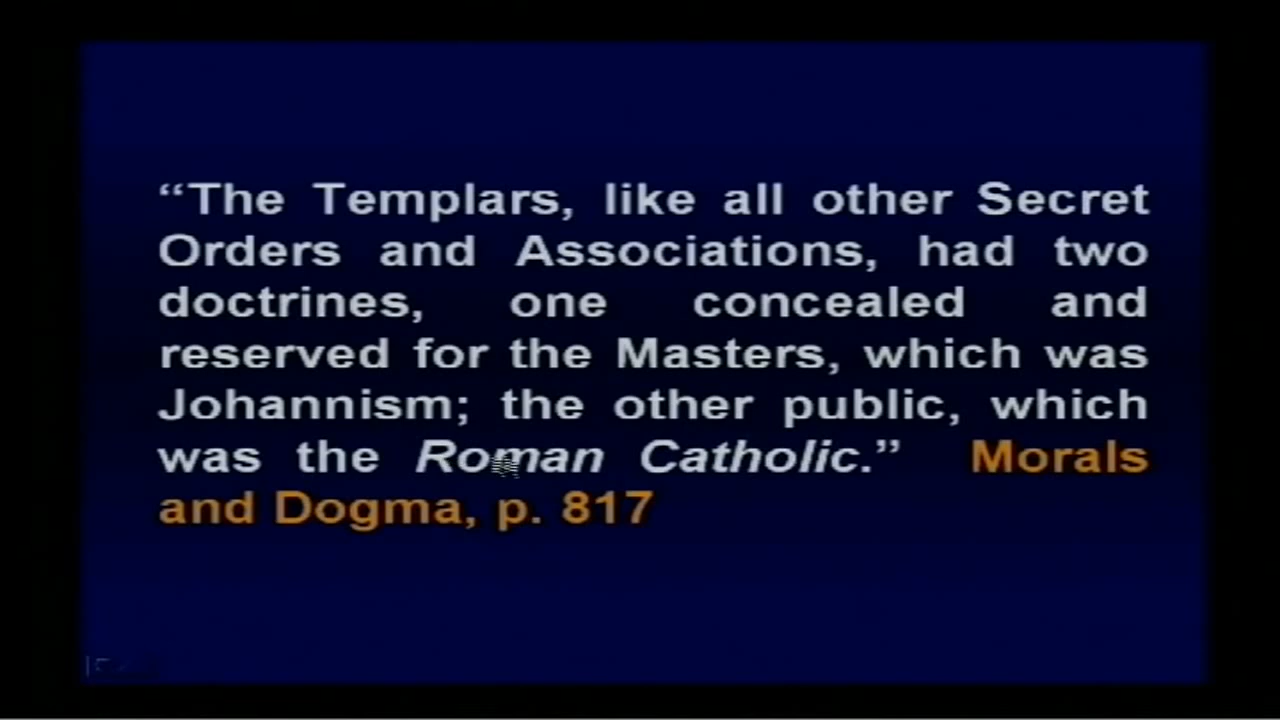 “The Templars, like all other Secret
Orders and Associations, had two
doctrines, one concealed and
reserved for the Masters, which was
Johannism; the other public, which
was the Roman Catholic.” Morals
and Dogma, p. 817